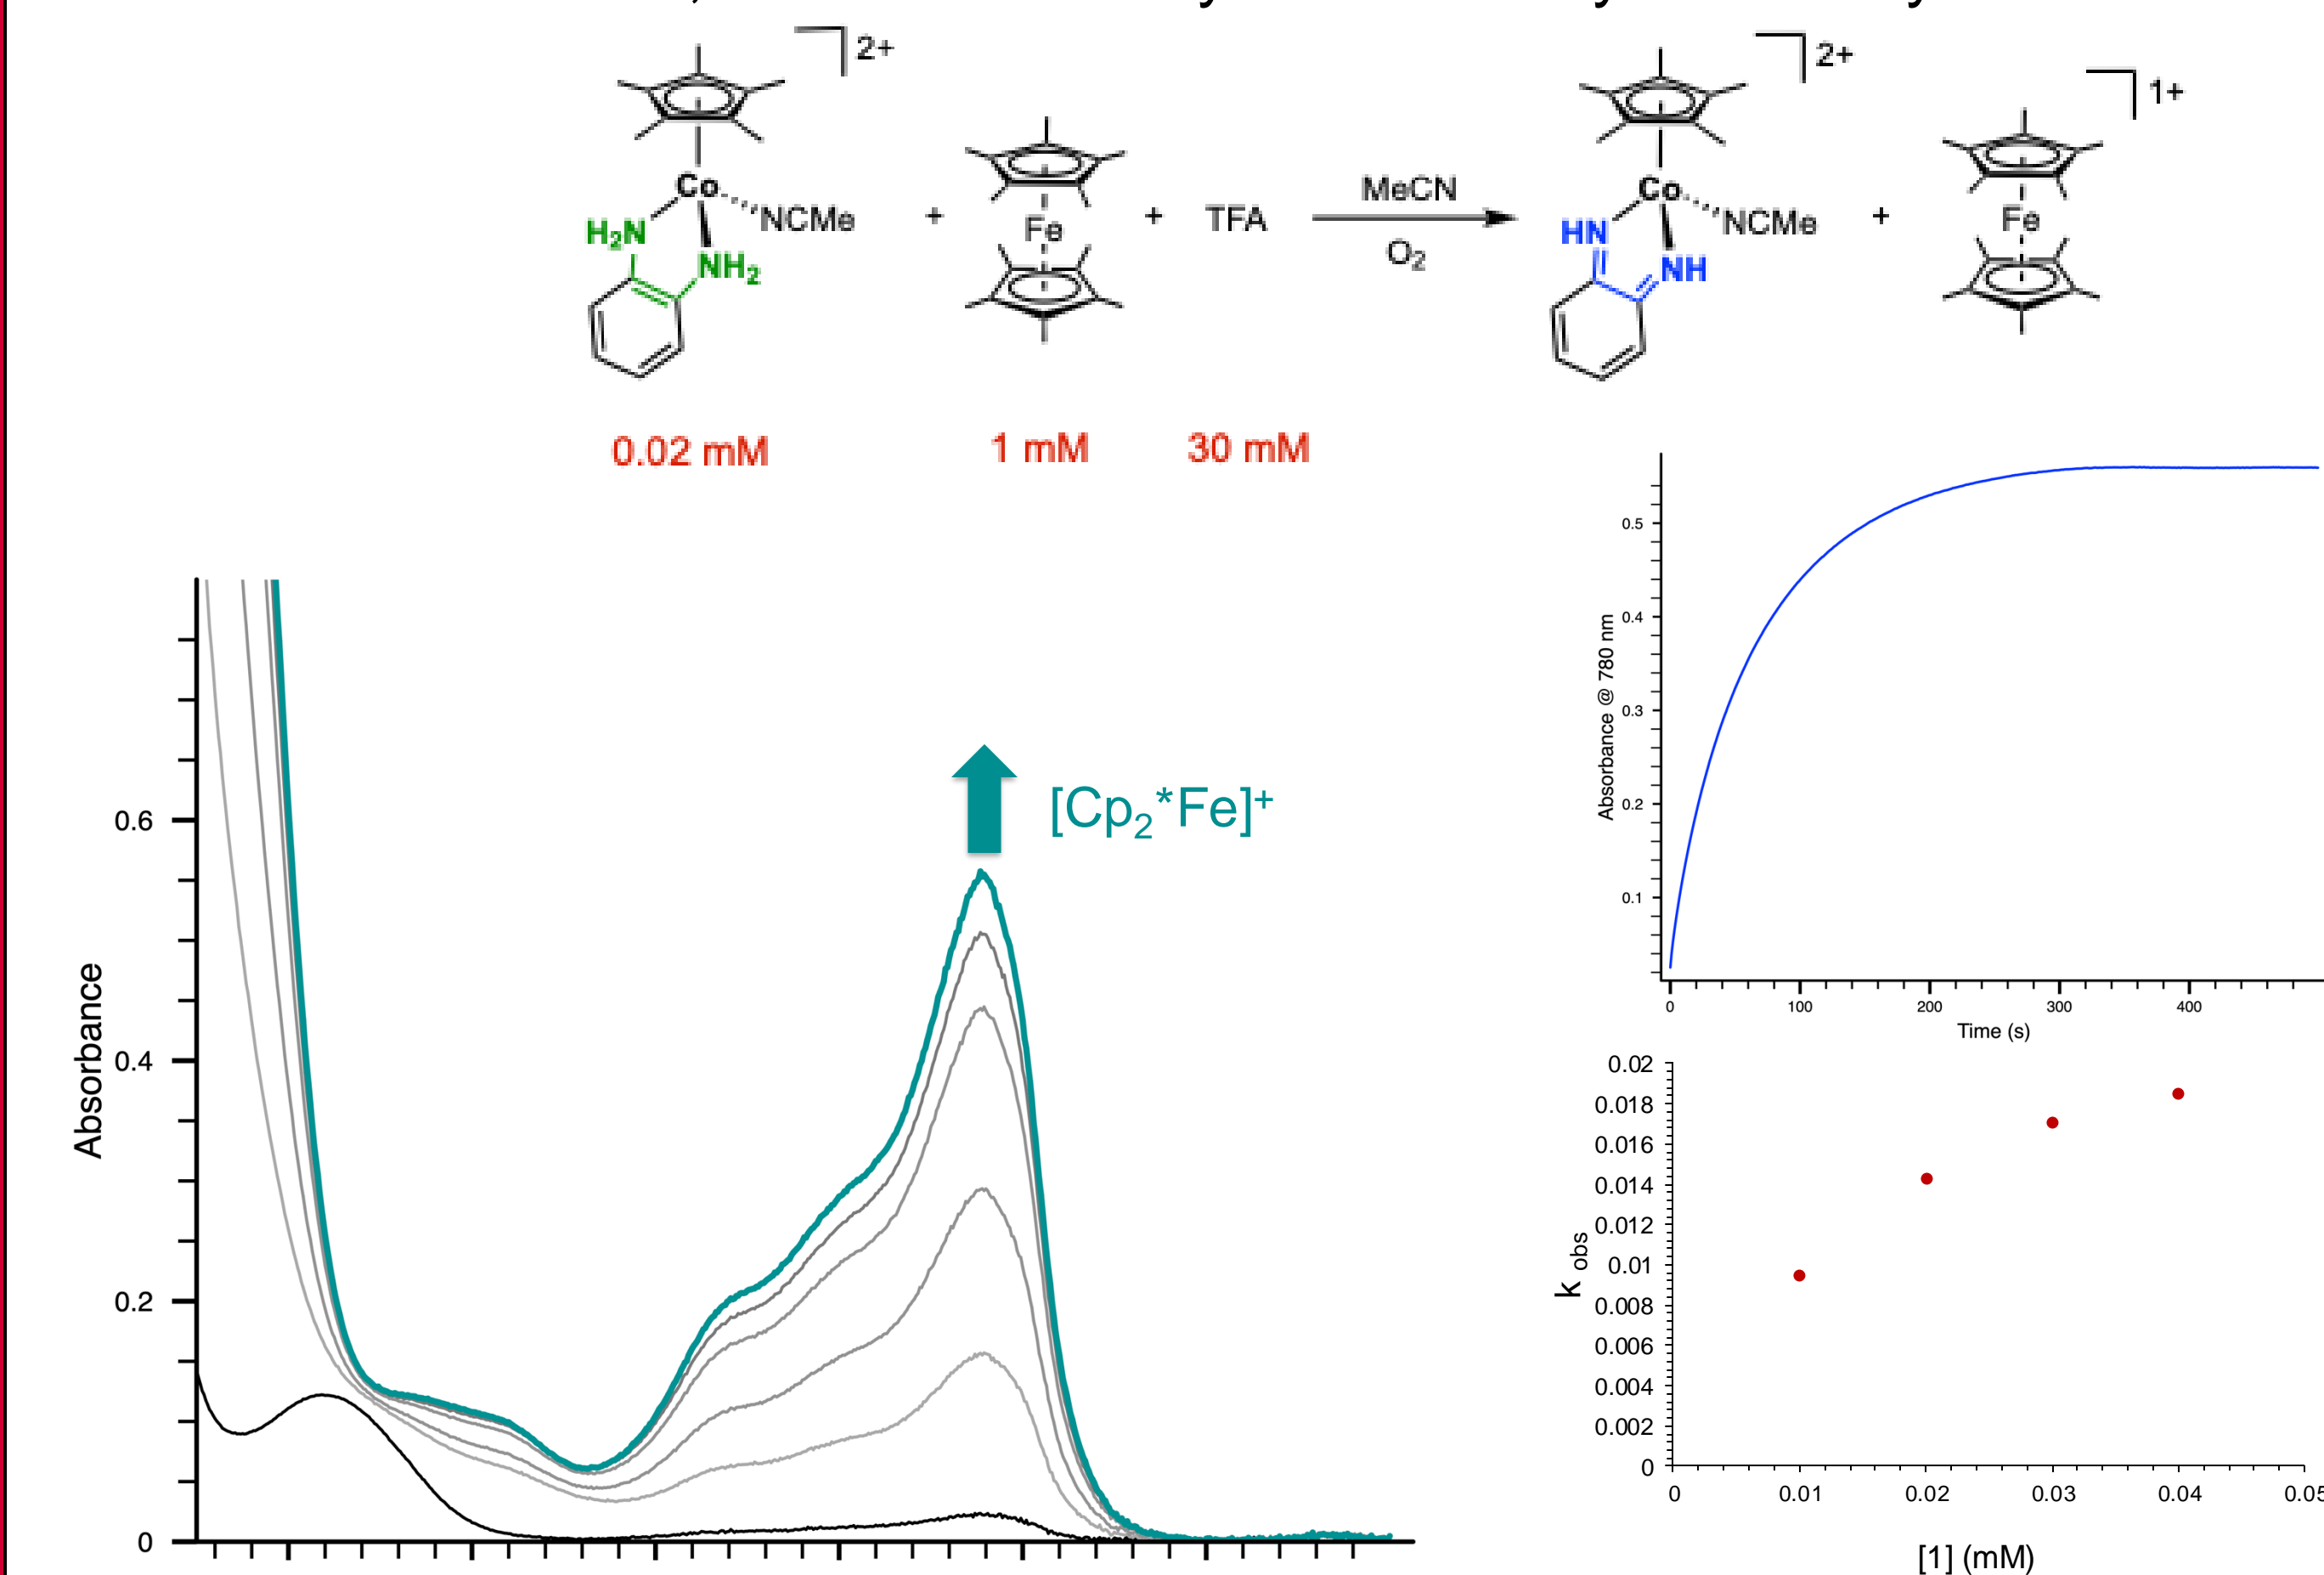 2+
2+
1+
Co
NCMe
H₂N
NH₂
+
Fe
+
TFA
MeCN
O₂
Co
NCMe
HN
NH
+
Fe
0.02 mM
1 mM
30 mM
[Cp₂*Fe]⁺
Absorbance
0.6
0.4
0.2
0
Absorbance @ 780 nm
0.5
0.4
0.3
0.2
0.1
0
100
200
300
400
Time (s)
k obs
0.02
0.018
0.016
0.014
0.012
0.01
0.008
0.006
0.004
0.002
0
0
0.01
0.02
0.03
0.04
[1] (mM)